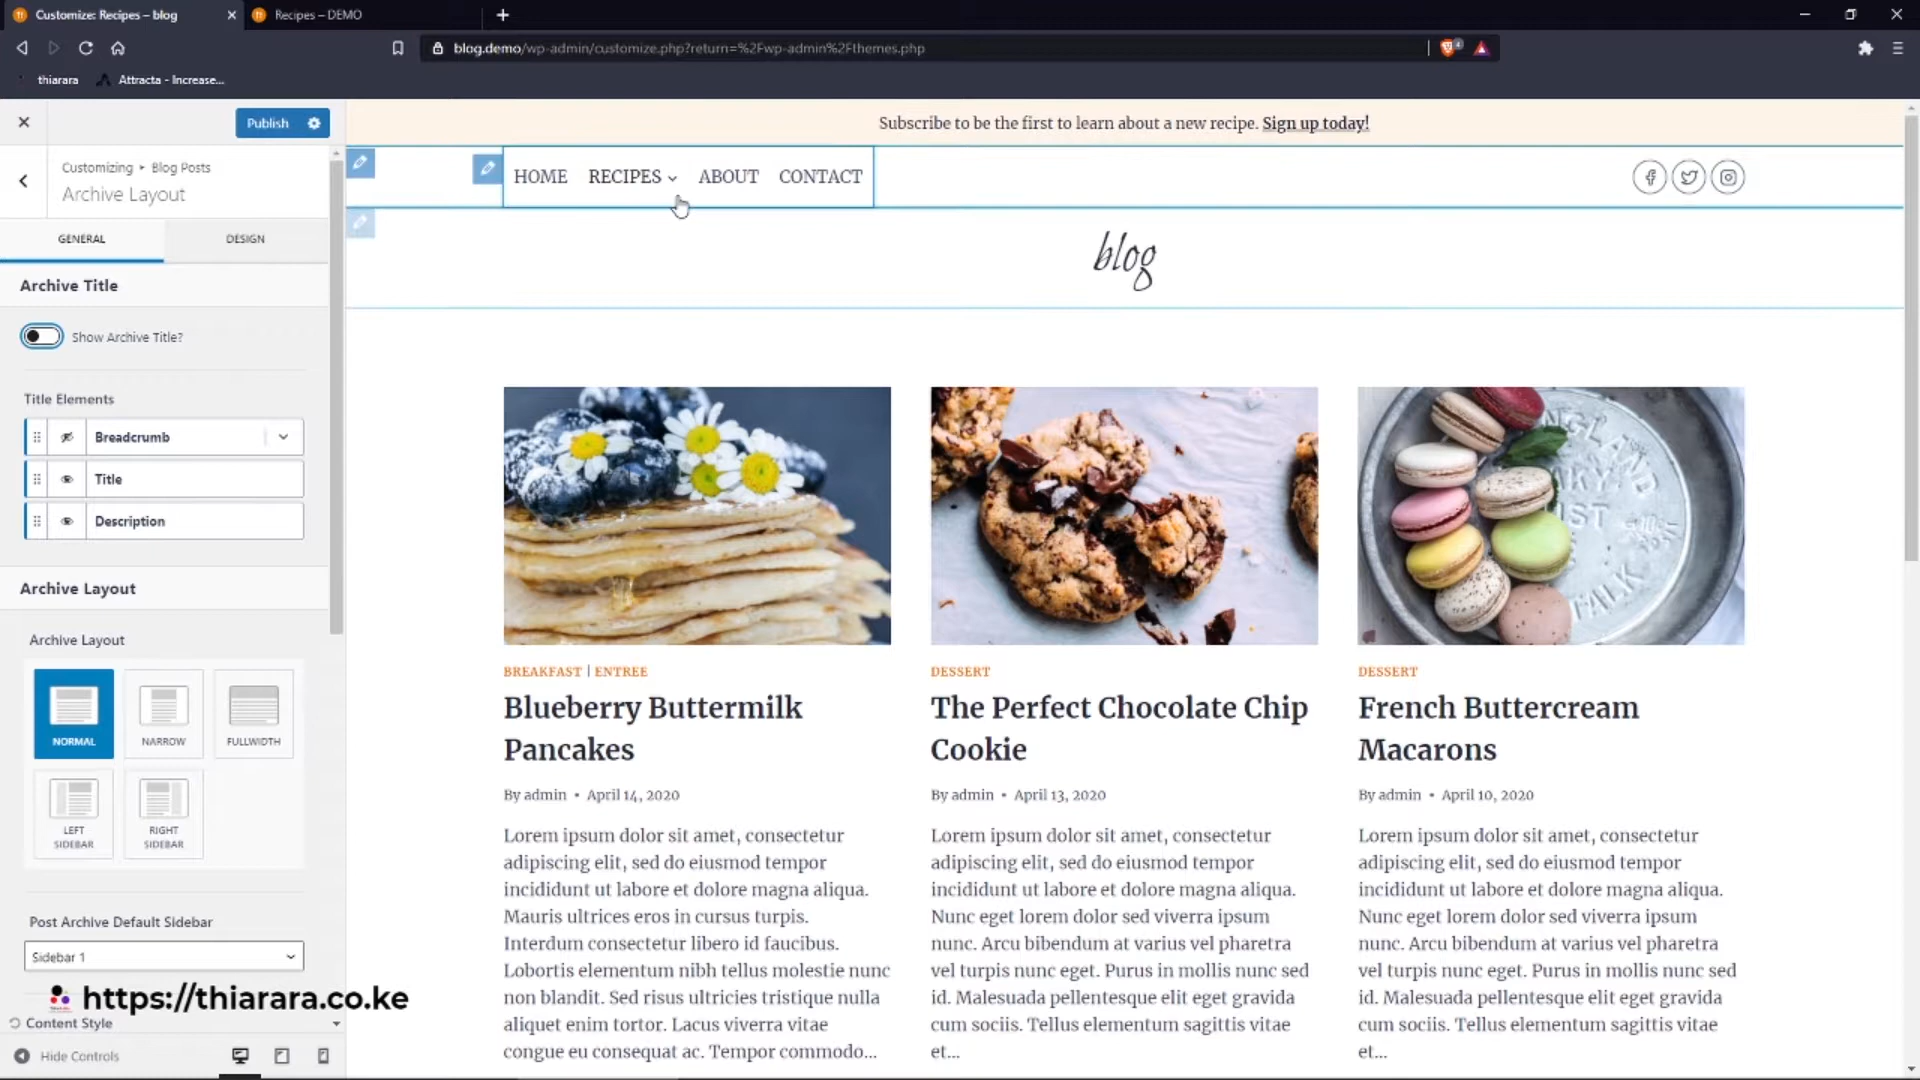 Customize: Recipes – blog
Recipes – DEMO
blog.demo/wp-admin/customize.php?return=%2Fwp-admin%2Fthemes.php
thiarara
Attracta - Increase...
Publish
Customizing ▸ Blog Posts
Archive Layout
GENERAL
DESIGN
Archive Title
Show Archive Title?
Title Elements
Breadcrumb
Title
Description
Archive Layout
Archive Layout
NORMAL
NARROW
FULLWIDTH
LEFT
SIDEBAR
RIGHT
SIDEBAR
Post Archive Default Sidebar
Sidebar 1
https://thiarara.co.ke
Content Style
Hide Controls
Subscribe to be the first to learn about a new recipe. Sign up today!
HOME
RECIPES
ABOUT
CONTACT
blog
BREAKFAST | ENTREE
Blueberry Buttermilk
Pancakes
By admin • April 14, 2020
Lorem ipsum dolor sit amet, consectetur
adipiscing elit, sed do eiusmod tempor
incididunt ut labore et dolore magna aliqua.
Mauris ultrices eros in cursus turpis.
Interdum consectetur libero id faucibus.
Lobortis elementum nibh tellus molestie nunc
non blandit. Sed risus ultricies tristique nulla
aliquet enim tortor. Lacus viverra vitae
congue eu consequat ac. Tempor commodo...
DESSERT
The Perfect Chocolate Chip
Cookie
By admin • April 13, 2020
Lorem ipsum dolor sit amet, consectetur
adipiscing elit, sed do eiusmod tempor
incididunt ut labore et dolore magna aliqua.
Nunc eget lorem dolor sed viverra ipsum
nunc. Arcu bibendum at varius vel pharetra
vel turpis nunc eget. Purus in mollis nunc sed
id. Malesuada pellentesque elit eget gravida
cum sociis. Tellus elementum sagittis vitae
et...
DESSERT
French Buttercream
Macarons
By admin • April 10, 2020
Lorem ipsum dolor sit amet, consectetur
adipiscing elit, sed do eiusmod tempor
incididunt ut labore et dolore magna aliqua.
Nunc eget lorem dolor sed viverra ipsum
nunc. Arcu bibendum at varius vel pharetra
vel turpis nunc eget. Purus in mollis nunc sed
id. Malesuada pellentesque elit eget gravida
cum sociis. Tellus elementum sagittis vitae
et...